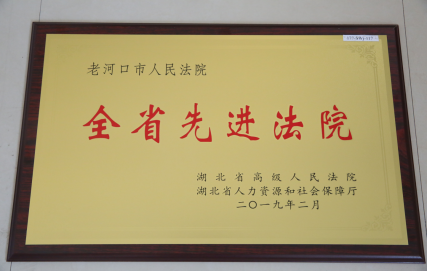 老河口市人民法院
全省先进法院
湖北省高级人民法院
湖北省人力资源和社会保障厅
二〇一九年二月